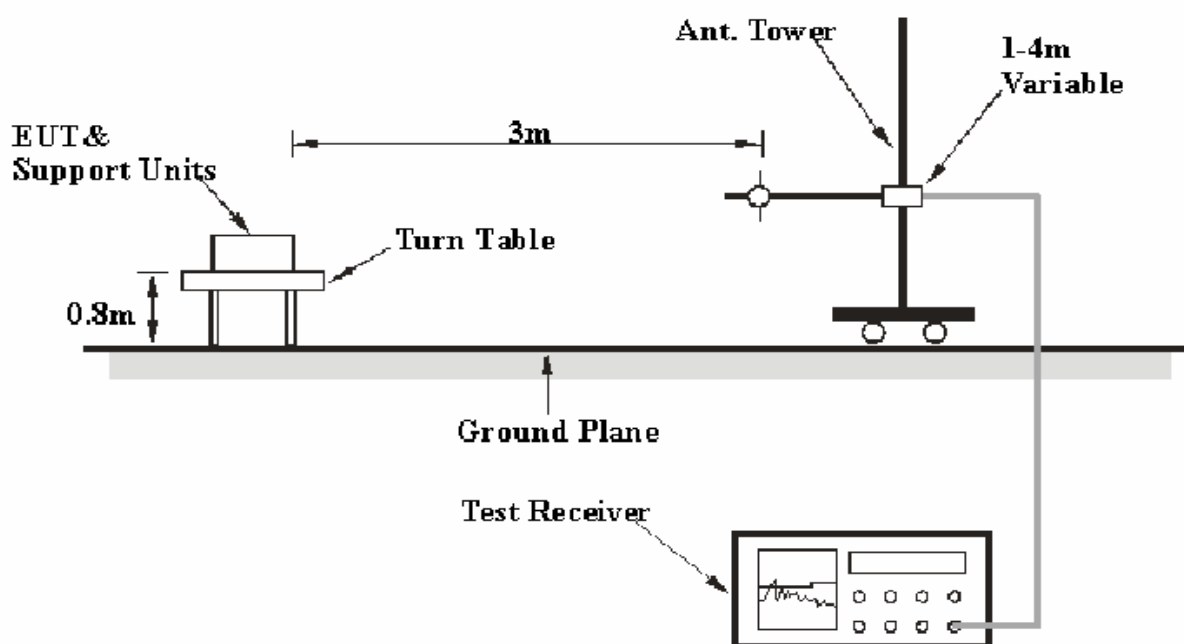 Ant. Tower
1-4m
Variable
EUT&
Support Units
3m
Turn Table
0.8m
Ground Plane
Test Receiver